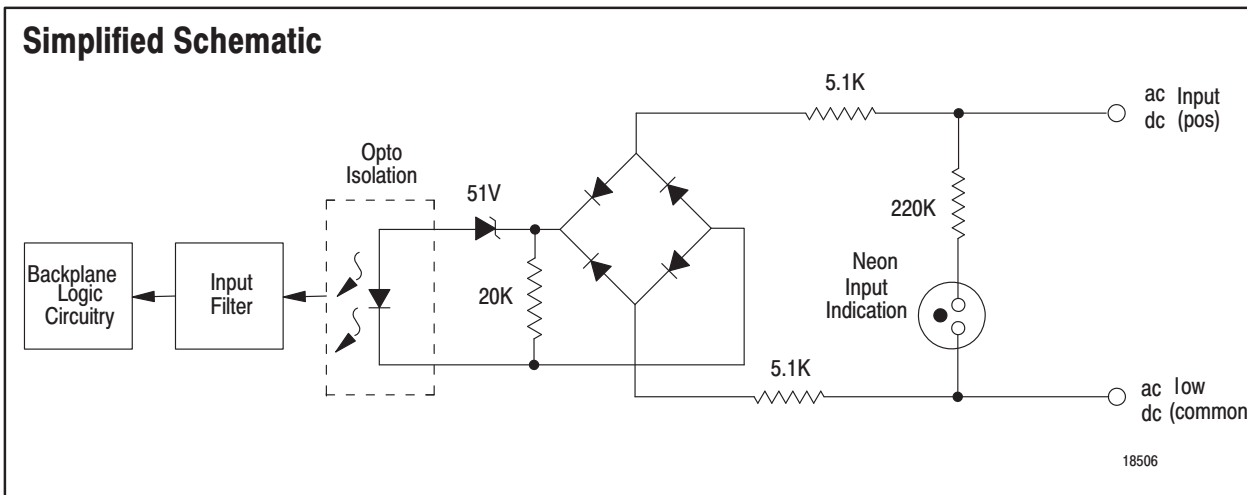 Simplified Schematic
5.1K
ac Input
dc (pos)
Opto
Isolation
51V
220K
Neon
Input
Indication
Backplane
Logic
Circuitry
Input
Filter
20K
5.1K
ac low
dc (common
18506